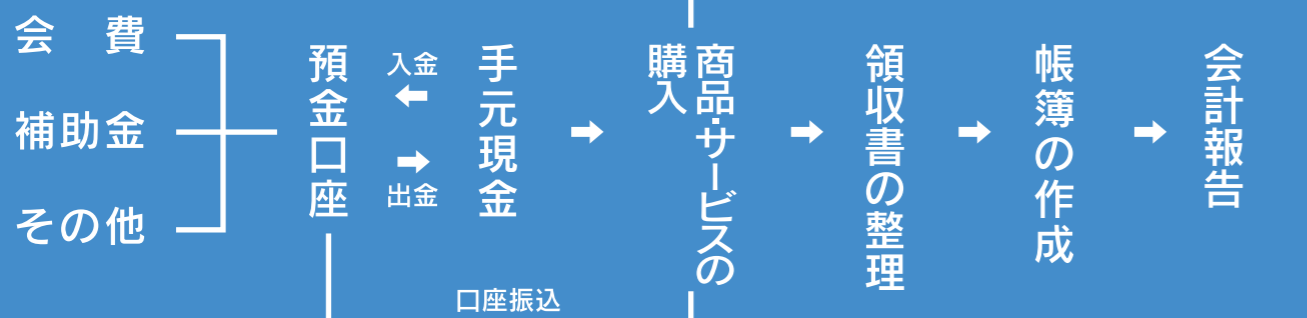 会　費
補助金
その他
預金口座
入金
出金
手元現金
口座振込
商品・サービスの
購入
領収書の整理
帳簿の作成
会計報告